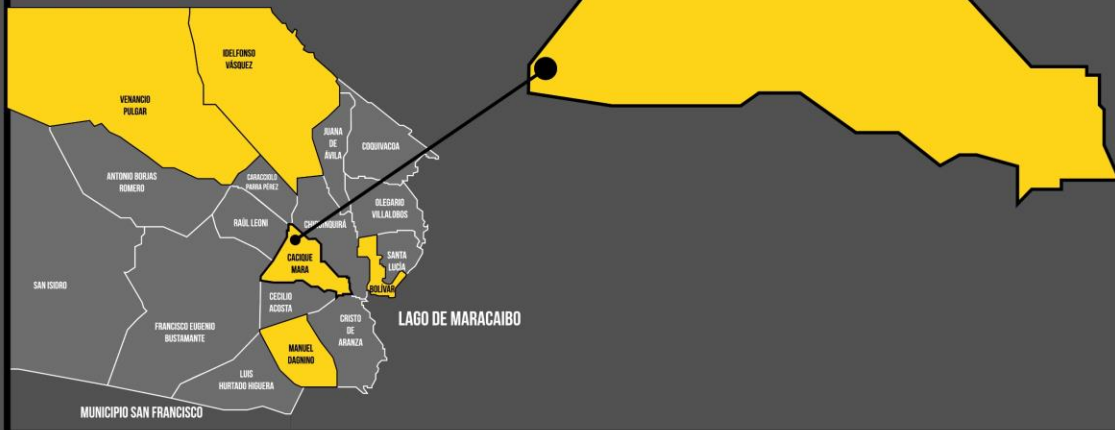 IDELFONSO
VÁSQUEZ
VENANCIO
PULGAR
JUANA
DE
ÁVILA
COQUIVACOA
ANTONIO BORJAS
ROMERO
CARACCIOLO
PARRA PÉREZ
OLEGARIO
VILLALOBOS
RAÚL LEONI
CHIQUINQUIRÁ
CACIQUE
MARA
SANTA
LUCÍA
BOLÍVAR
SAN ISIDRO
CECILIO
ACOSTA
LAGO DE MARACAIBO
FRANCISCO EUGENIO
BUSTAMANTE
CRISTO
DE
ARANZA
MANUEL
DAGNINO
LUIS
HURTADO HIGUERA
MUNICIPIO SAN FRANCISCO